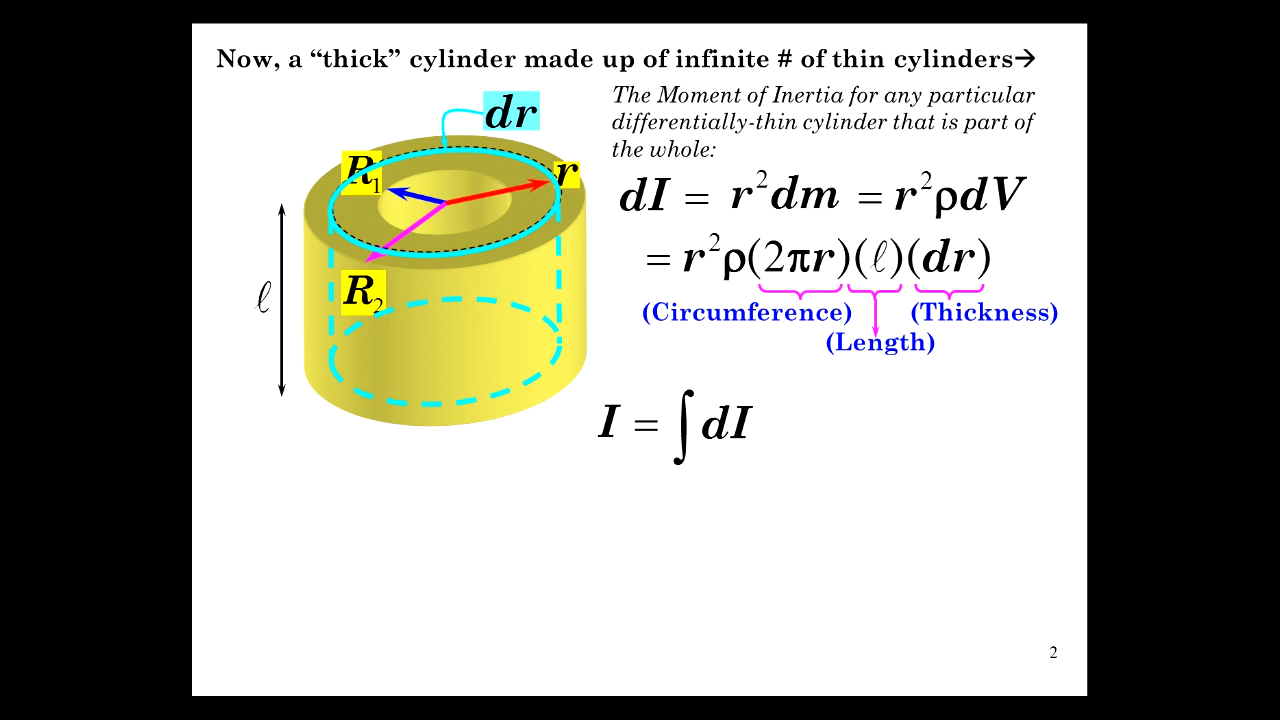 Now, a “thick” cylinder made up of infinite # of thin cylinders→
dr
R₁
r
R₂
ℓ
The Moment of Inertia for any particular
differentially-thin cylinder that is part of
the whole:
dI = r²dm = r²ρdV
= r²ρ(2πr)(ℓ)(dr)
(Circumference) (Thickness)
(Length)
I = ∫dI
2